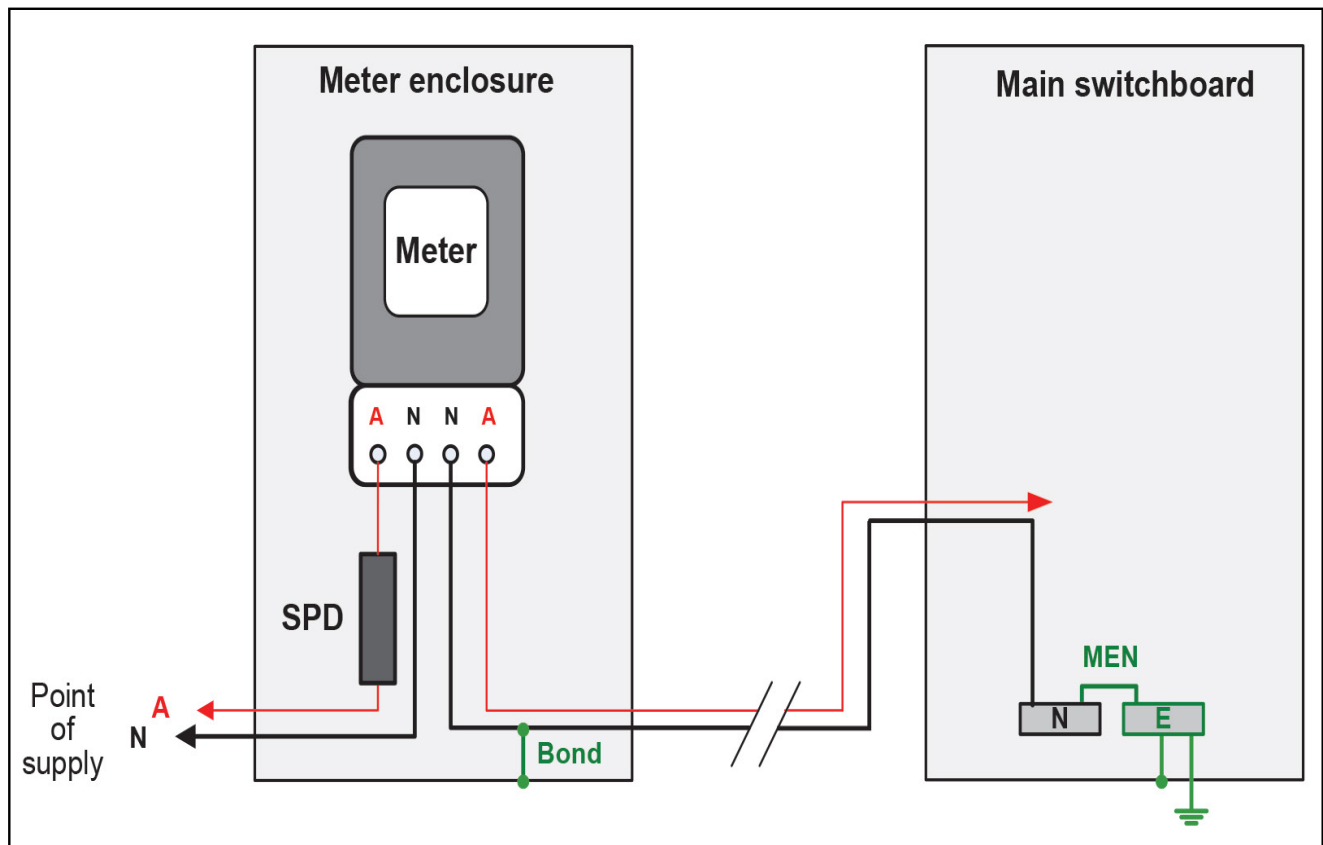 Meter enclosure
Main switchboard
Meter
A N N A
SPD
MEN
Point
of
supply
A
N
Bond
N
E